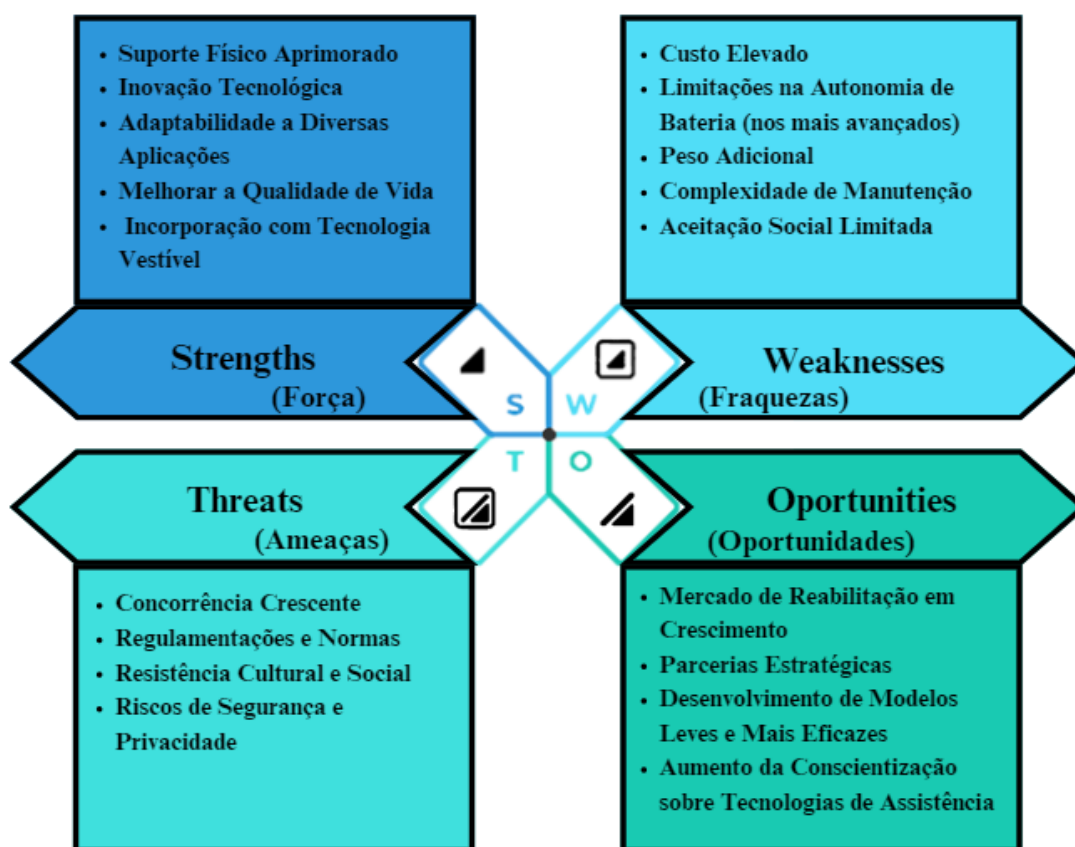 • Suporte Físico Aprimorado
• Inovação Tecnológica
• Adaptabilidade a Diversas
Aplicações
• Melhorar a Qualidade de Vida
• Incorporação com Tecnologia
Vestível
Strengths
(Força)
• Custo Elevado
• Limitações na Autonomia de
Bateria (nos mais avançados)
• Peso Adicional
• Complexidade de Manutenção
• Aceitação Social Limitada
Weaknesses
(Fraquezas)
S
W
T
O
Threats
(Ameaças)
• Concorrência Crescente
• Regulamentações e Normas
• Resistência Cultural e Social
• Riscos de Segurança e
Privacidade
Oportunities
(Oportunidades)
• Mercado de Reabilitação em
Crescimento
• Parcerias Estratégicas
• Desenvolvimento de Modelos
Leves e Mais Eficazes
• Aumento da Conscientização
sobre Tecnologias de Assistência